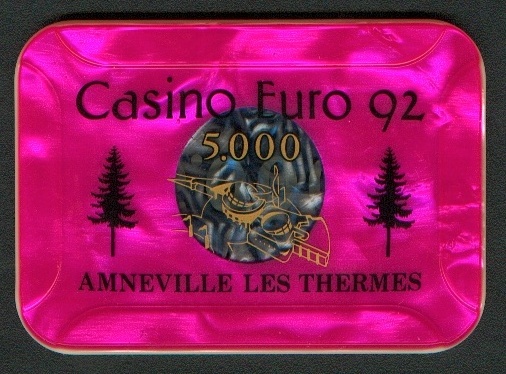 Casino Euro 92
5.000
AMNEVILLE LES THERMES